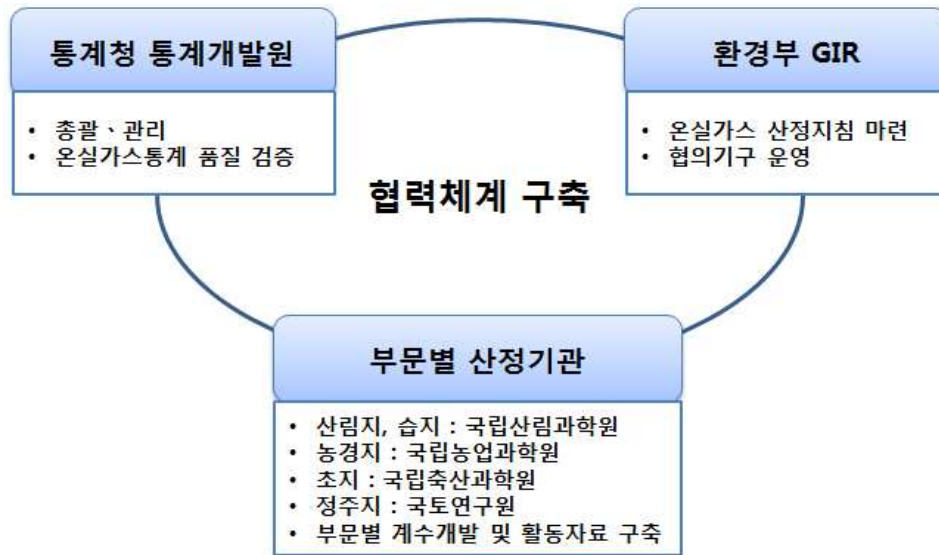 통계청 통계개발원
• 총괄、관리
• 온실가스통계 품질 검증
환경부 GIR
• 온실가스 산정지침 마련
• 협의기구 운영
협력체계 구축
부문별 산정기관
• 산림지, 습지 : 국립산림과학원
• 농경지 : 국립농업과학원
• 초지 : 국립축산과학원
• 정주지 : 국토연구원
• 부문별 계수개발 및 활동자료 구축